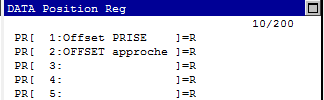 DATA Position Reg
10/200
PR[ 1:Offset PRISE ]=R
PR[ 2:OFFSET approche ]=R
PR[ 3: ]=R
PR[ 4: ]=R
PR[ 5: ]=R